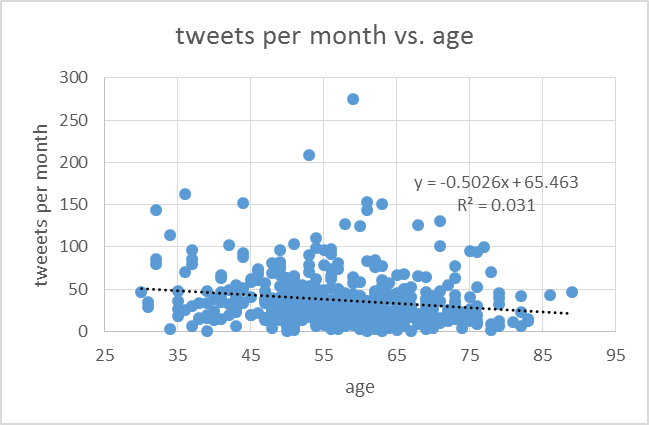 tweets per month vs. age
300
250
200
150
100
50
0
tweeets per month
y = -0.5026x + 65.463
R² = 0.031
25 35 45 55 65 75 85 95
age